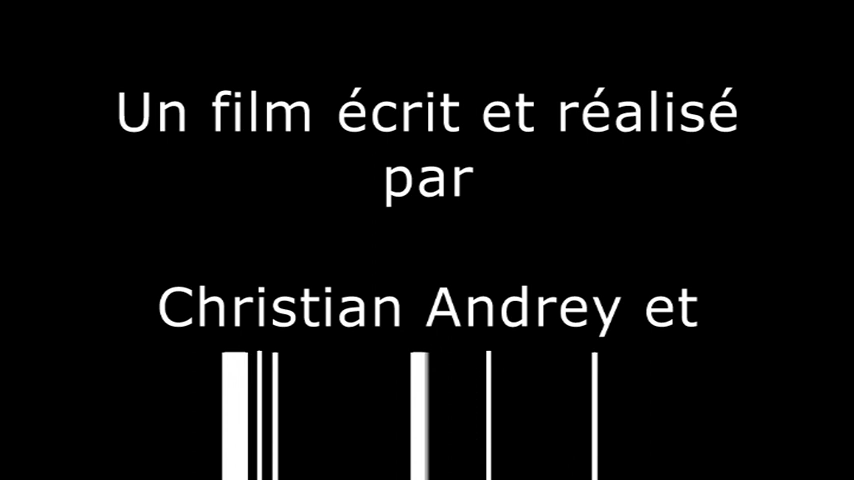 Un film écrit et réalisé
par
Christian Andrey et